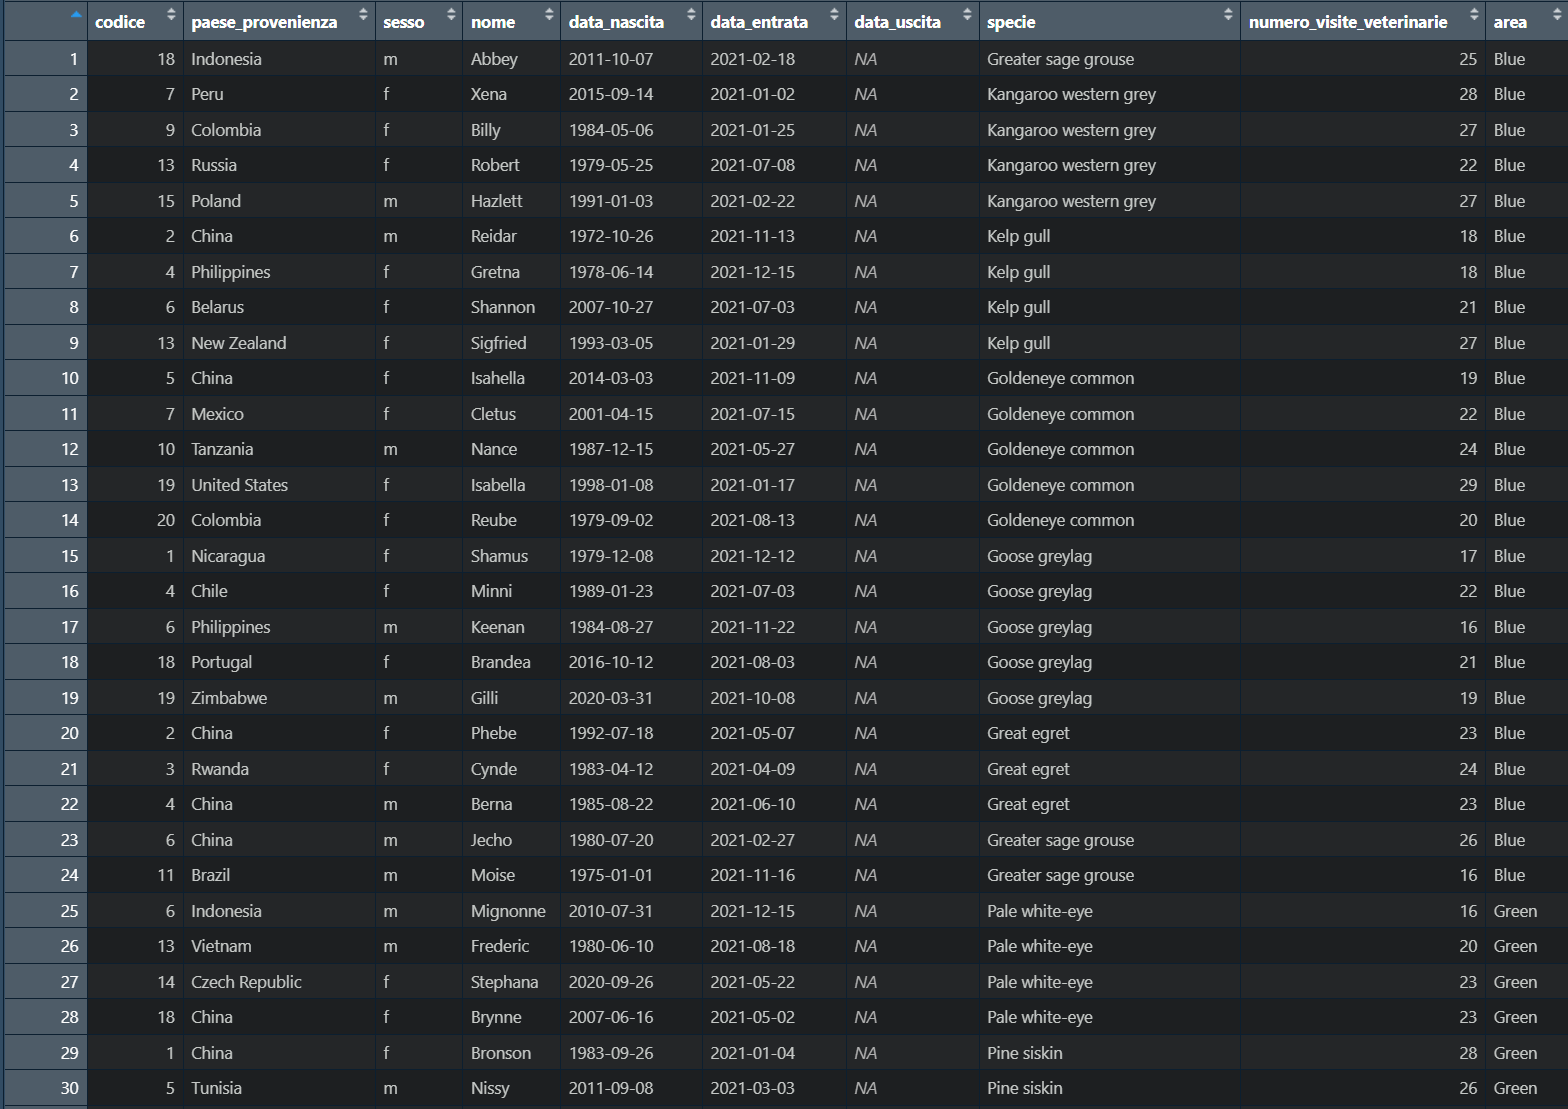 codice paese_provenienza sesso nome data_nascita data_entrata data_uscita specie numero_visite_veterinarie area
1 18 Indonesia m Abbey 2011-10-07 2021-02-18 NA Greater sage grouse 25 Blue
2 7 Peru f Xena 2015-09-14 2021-01-02 NA Kangaroo western grey 28 Blue
3 9 Colombia f Billy 1984-05-06 2021-01-25 NA Kangaroo western grey 27 Blue
4 13 Russia f Robert 1979-05-25 2021-07-08 NA Kangaroo western grey 22 Blue
5 15 Poland m Hazlett 1991-01-03 2021-02-22 NA Kangaroo western grey 27 Blue
6 2 China m Reidar 1972-10-26 2021-11-13 NA Kelp gull 18 Blue
7 4 Philippines f Gretna 1978-06-14 2021-12-15 NA Kelp gull 18 Blue
8 6 Belarus f Shannon 2007-10-27 2021-07-03 NA Kelp gull 21 Blue
9 13 New Zealand f Sigfried 1993-03-05 2021-01-29 NA Kelp gull 27 Blue
10 5 China f Isahella 2014-03-03 2021-11-09 NA Goldeneye common 19 Blue
11 7 Mexico f Cletus 2001-04-15 2021-07-15 NA Goldeneye common 22 Blue
12 10 Tanzania m Nance 1987-12-15 2021-05-27 NA Goldeneye common 24 Blue
13 19 United States f Isabella 1998-01-08 2021-01-17 NA Goldeneye common 29 Blue
14 20 Colombia f Reube 1979-09-02 2021-08-13 NA Goldeneye common 20 Blue
15 1 Nicaragua f Shamus 1979-12-08 2021-12-12 NA Goose greylag 17 Blue
16 4 Chile f Minni 1989-01-23 2021-07-03 NA Goose greylag 22 Blue
17 6 Philippines m Keenan 1984-08-27 2021-11-22 NA Goose greylag 16 Blue
18 18 Portugal f Brandea 2016-10-12 2021-08-03 NA Goose greylag 21 Blue
19 19 Zimbabwe m Gilli 2020-03-31 2021-10-08 NA Goose greylag 19 Blue
20 2 China f Phebe 1992-07-18 2021-05-07 NA Great egret 23 Blue
21 3 Rwanda f Cynde 1983-04-12 2021-04-09 NA Great egret 24 Blue
22 4 China m Berna 1985-08-22 2021-06-10 NA Great egret 23 Blue
23 6 China m Jecho 1980-07-20 2021-02-27 NA Greater sage grouse 26 Blue
24 11 Brazil m Moise 1975-01-01 2021-11-16 NA Greater sage grouse 16 Blue
25 6 Indonesia m Mignonne 2010-07-31 2021-12-15 NA Pale white-eye 16 Green
26 13 Vietnam m Frederic 1980-06-10 2021-08-18 NA Pale white-eye 20 Green
27 14 Czech Republic f Stephana 2020-09-26 2021-05-22 NA Pale white-eye 23 Green
28 18 China f Brynne 2007-06-16 2021-05-02 NA Pale white-eye 23 Green
29 1 China f Bronson 1983-09-26 2021-01-04 NA Pine siskin 28 Green
30 5 Tunisia m Nissy 2011-09-08 2021-03-03 NA Pine siskin 26 Green